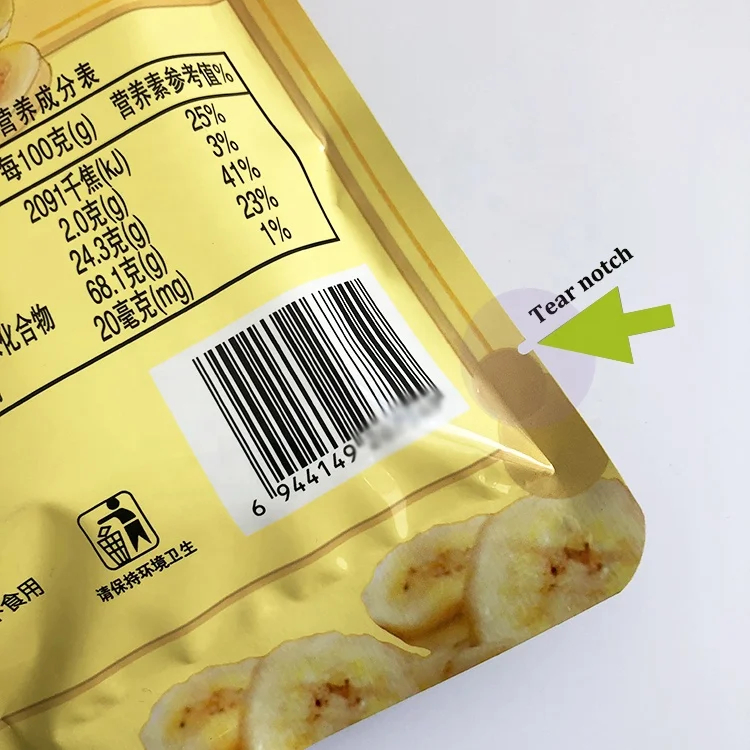 营养成分表
每100克(g) 营养素参考值%
2091千焦(kJ) 25%
2.0克(g) 3%
24.3克(g) 41%
68.1克(g) 23%
化合物 20毫克(mg) 1%
Tear notch
6 944149
请保持环境卫生
食用